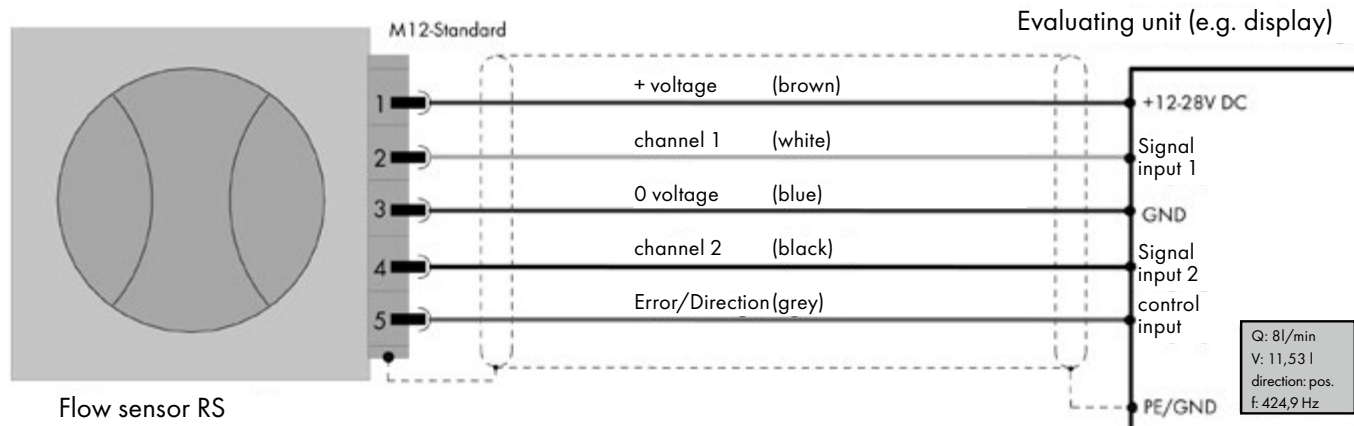 Evaluating unit (e.g. display)
M12-Standard
1
+ voltage (brown)
+12-28V DC
2
channel 1 (white)
Signal
input 1
3
0 voltage (blue)
GND
4
channel 2 (black)
Signal
input 2
5
Error/Direction (grey)
control
input
Q: 8l/min
V: 11,53 l
direction: pos.
f: 424,9 Hz
PE/GND
Flow sensor RS